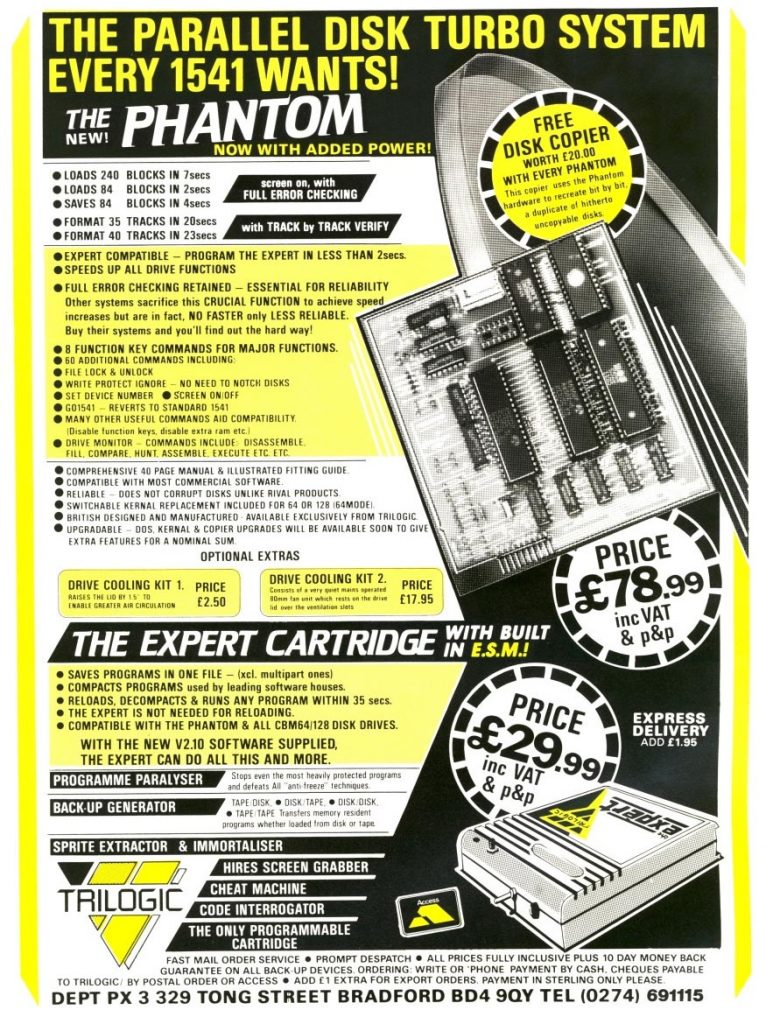 THE PARALLEL DISK TURBO SYSTEM
EVERY 1541 WANTS!
THE
NEW! PHANTOM
NOW WITH ADDED POWER!
FREE
DISK COPIER
WORTH £20.00
WITH EVERY PHANTOM
This copier uses the Phantom
hardware to recreate bit by bit,
a duplicate of hitherto
uncopyable disks.
● LOADS 240 BLOCKS IN 7secs
● LOADS 84 BLOCKS IN 2secs
● SAVES 84 BLOCKS IN 4secs
screen on, with
FULL ERROR CHECKING
● FORMAT 35 TRACKS IN 20secs
● FORMAT 40 TRACKS IN 23secs
with TRACK by TRACK VERIFY
● EXPERT COMPATIBLE – PROGRAM THE EXPERT IN LESS THAN 2secs.
● SPEEDS UP ALL DRIVE FUNCTIONS
● FULL ERROR CHECKING RETAINED – ESSENTIAL FOR RELIABILITY
Other systems sacrifice this CRUCIAL FUNCTION to achieve speed
increases but are in fact, NO FASTER only LESS RELIABLE.
Buy their systems and you'll find out the hard way!
● 8 FUNCTION KEY COMMANDS FOR MAJOR FUNCTIONS.
● 60 ADDITIONAL COMMANDS INCLUDING:
● FILE LOCK & UNLOCK
● WRITE PROTECT IGNORE – NO NEED TO NOTCH DISKS
● SET DEVICE NUMBER ● SCREEN ON/OFF
● GO1541 – REVERTS TO STANDARD 1541
● MANY OTHER USEFUL COMMANDS AID COMPATIBILITY.
(Disable function keys, disable extra ram etc.)
● DRIVE MONITOR – COMMANDS INCLUDE: DISASSEMBLE,
FILL, COMPARE, HUNT, ASSEMBLE, EXECUTE ETC. ETC.
● COMPREHENSIVE 40 PAGE MANUAL & ILLUSTRATED FITTING GUIDE.
● COMPATIBLE WITH MOST COMMERCIAL SOFTWARE.
● RELIABLE – DOES NOT CORRUPT DISKS UNLIKE RIVAL PRODUCTS.
● SWITCHABLE KERNAL REPLACEMENT INCLUDED FOR 64 OR 128 (64MODE).
● BRITISH DESIGNED AND MANUFACTURED - AVAILABLE EXCLUSIVELY FROM TRILOGIC.
● UPGRADABLE – DOS, KERNAL & COPIER UPGRADES WILL BE AVAILABLE SOON TO GIVE
EXTRA FEATURES FOR A NOMINAL SUM.
OPTIONAL EXTRAS
DRIVE COOLING KIT 1. PRICE
RAISES THE LID BY 1.5" TO
ENABLE GREATER AIR CIRCULATION
£2.50
DRIVE COOLING KIT 2. PRICE
Consists of a very quiet mains operated
80mm fan unit which rests on the drive
lid over the ventilation slots
£17.95
PRICE
£78.99
inc VAT
& p&p
THE EXPERT CARTRIDGE WITH BUILT
IN E.S.M.!
● SAVES PROGRAMS IN ONE FILE – (xcl. multipart ones)
● COMPACTS PROGRAMS used by leading software houses.
● RELOADS, DECOMPACTS & RUNS ANY PROGRAM WITHIN 35 secs.
● THE EXPERT IS NOT NEEDED FOR RELOADING.
● COMPATIBLE WITH THE PHANTOM & ALL CBM64/128 DISK DRIVES.
WITH THE NEW V2.10 SOFTWARE SUPPLIED,
THE EXPERT CAN DO ALL THIS AND MORE.
PRICE
£29.99
inc VAT
& p&p
EXPRESS
DELIVERY
ADD £1.95
PROGRAMME PARALYSER
Stops even the most heavily protected programs
and defeats All "anti-freeze" techniques.
BACK-UP GENERATOR
TAPE/DISK, ● DISK/TAPE, ● DISK/DISK,
● TAPE/TAPE Transfers memory resident
programs whether loaded from disk or tape.
SPRITE EXTRACTOR & IMMORTALISER
HIRES SCREEN GRABBER
CHEAT MACHINE
CODE INTERROGATOR
THE ONLY PROGRAMMABLE
CARTRIDGE
TRILOGIC
Access
the expert
TRILOGIC
FAST MAIL ORDER SERVICE ● PROMPT DESPATCH ● ALL PRICES FULLY INCLUSIVE PLUS 10 DAY MONEY BACK
GUARANTEE ON ALL BACK-UP DEVICES. ORDERING: WRITE OR 'PHONE PAYMENT BY CASH, CHEQUES PAYABLE
TO TRILOGIC/ BY POSTAL ORDER OR ACCESS ● ADD £1 EXTRA FOR EXPORT ORDERS. PAYMENT IN STERLING ONLY PLEASE.
DEPT PX 3 329 TONG STREET BRADFORD BD4 9QY TEL (0274) 691115